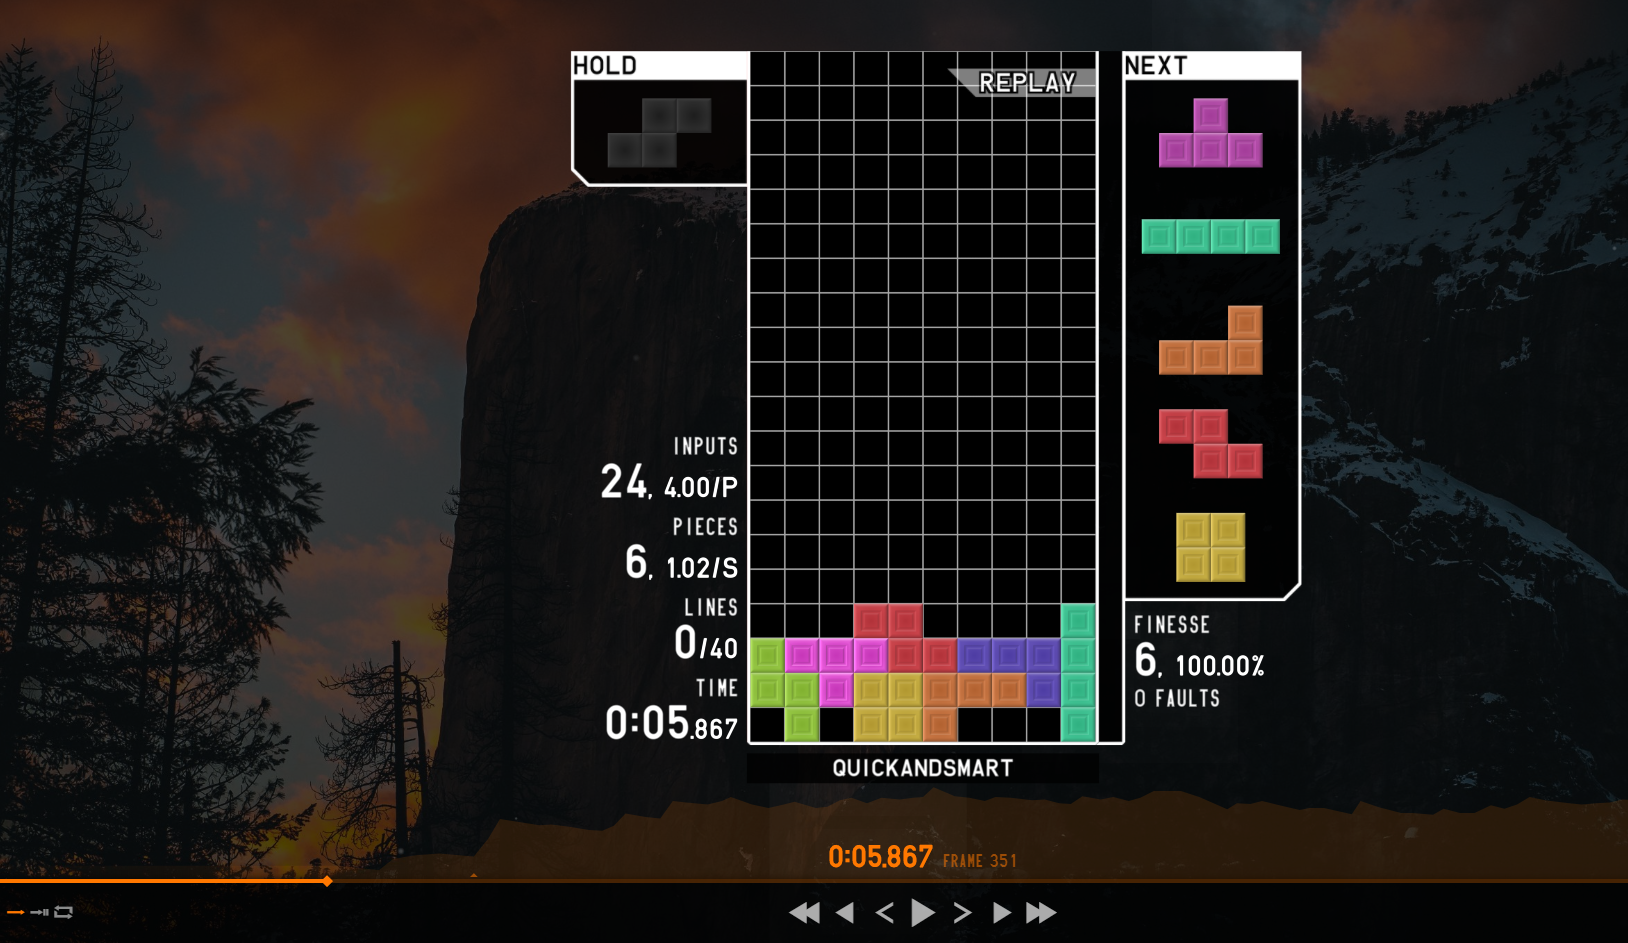 HOLD
REPLAY
NEXT
INPUTS
24, 4.00/P
PIECES
6, 1.02/S
LINES
0/40
TIME
0:05.867
FINESSE
6, 100.00%
0 FAULTS
QUICKANDSMART
0:05.867 FRAME 351